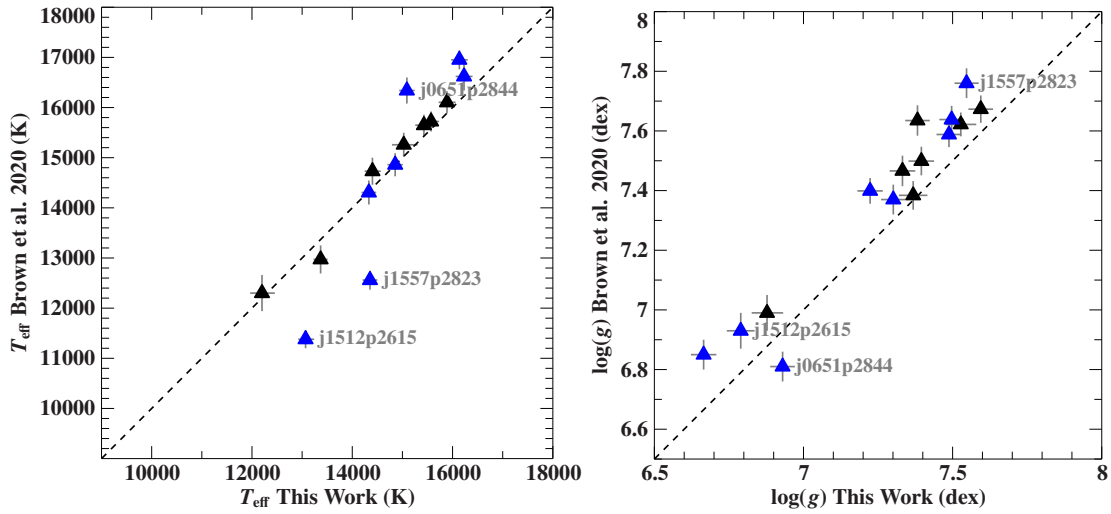 18000
17000
16000
15000
14000
13000
12000
11000
10000
T_eff Brown et al. 2020 (K)
j0651p2844
j1557p2823
j1512p2615
10000 12000 14000 16000 18000
T_eff This Work (K)
8
7.8
7.6
7.4
7.2
7
6.8
6.6
log(g) Brown et al. 2020 (dex)
j1557p2823
j1512p2615
j0651p2844
6.5 7 7.5 8
log(g) This Work (dex)